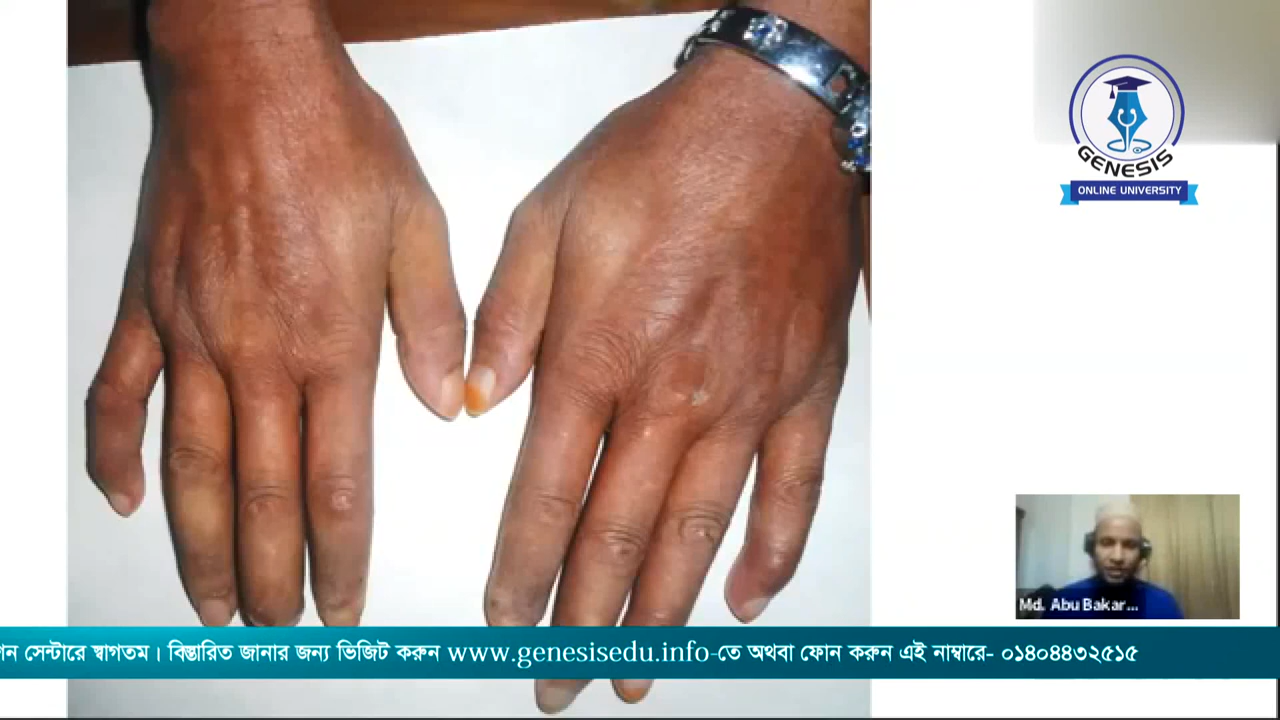 GENESIS
ONLINE UNIVERSITY
Md. Abu Bakar...
সেন্টারে স্বাগতম। বিস্তারিত জানার জন্য ভিজিট করুন www.genesisedu.info-তে অথবা ফোন করুন এই নাম্বারে- ০১৪০৪৪৩২৫১৫